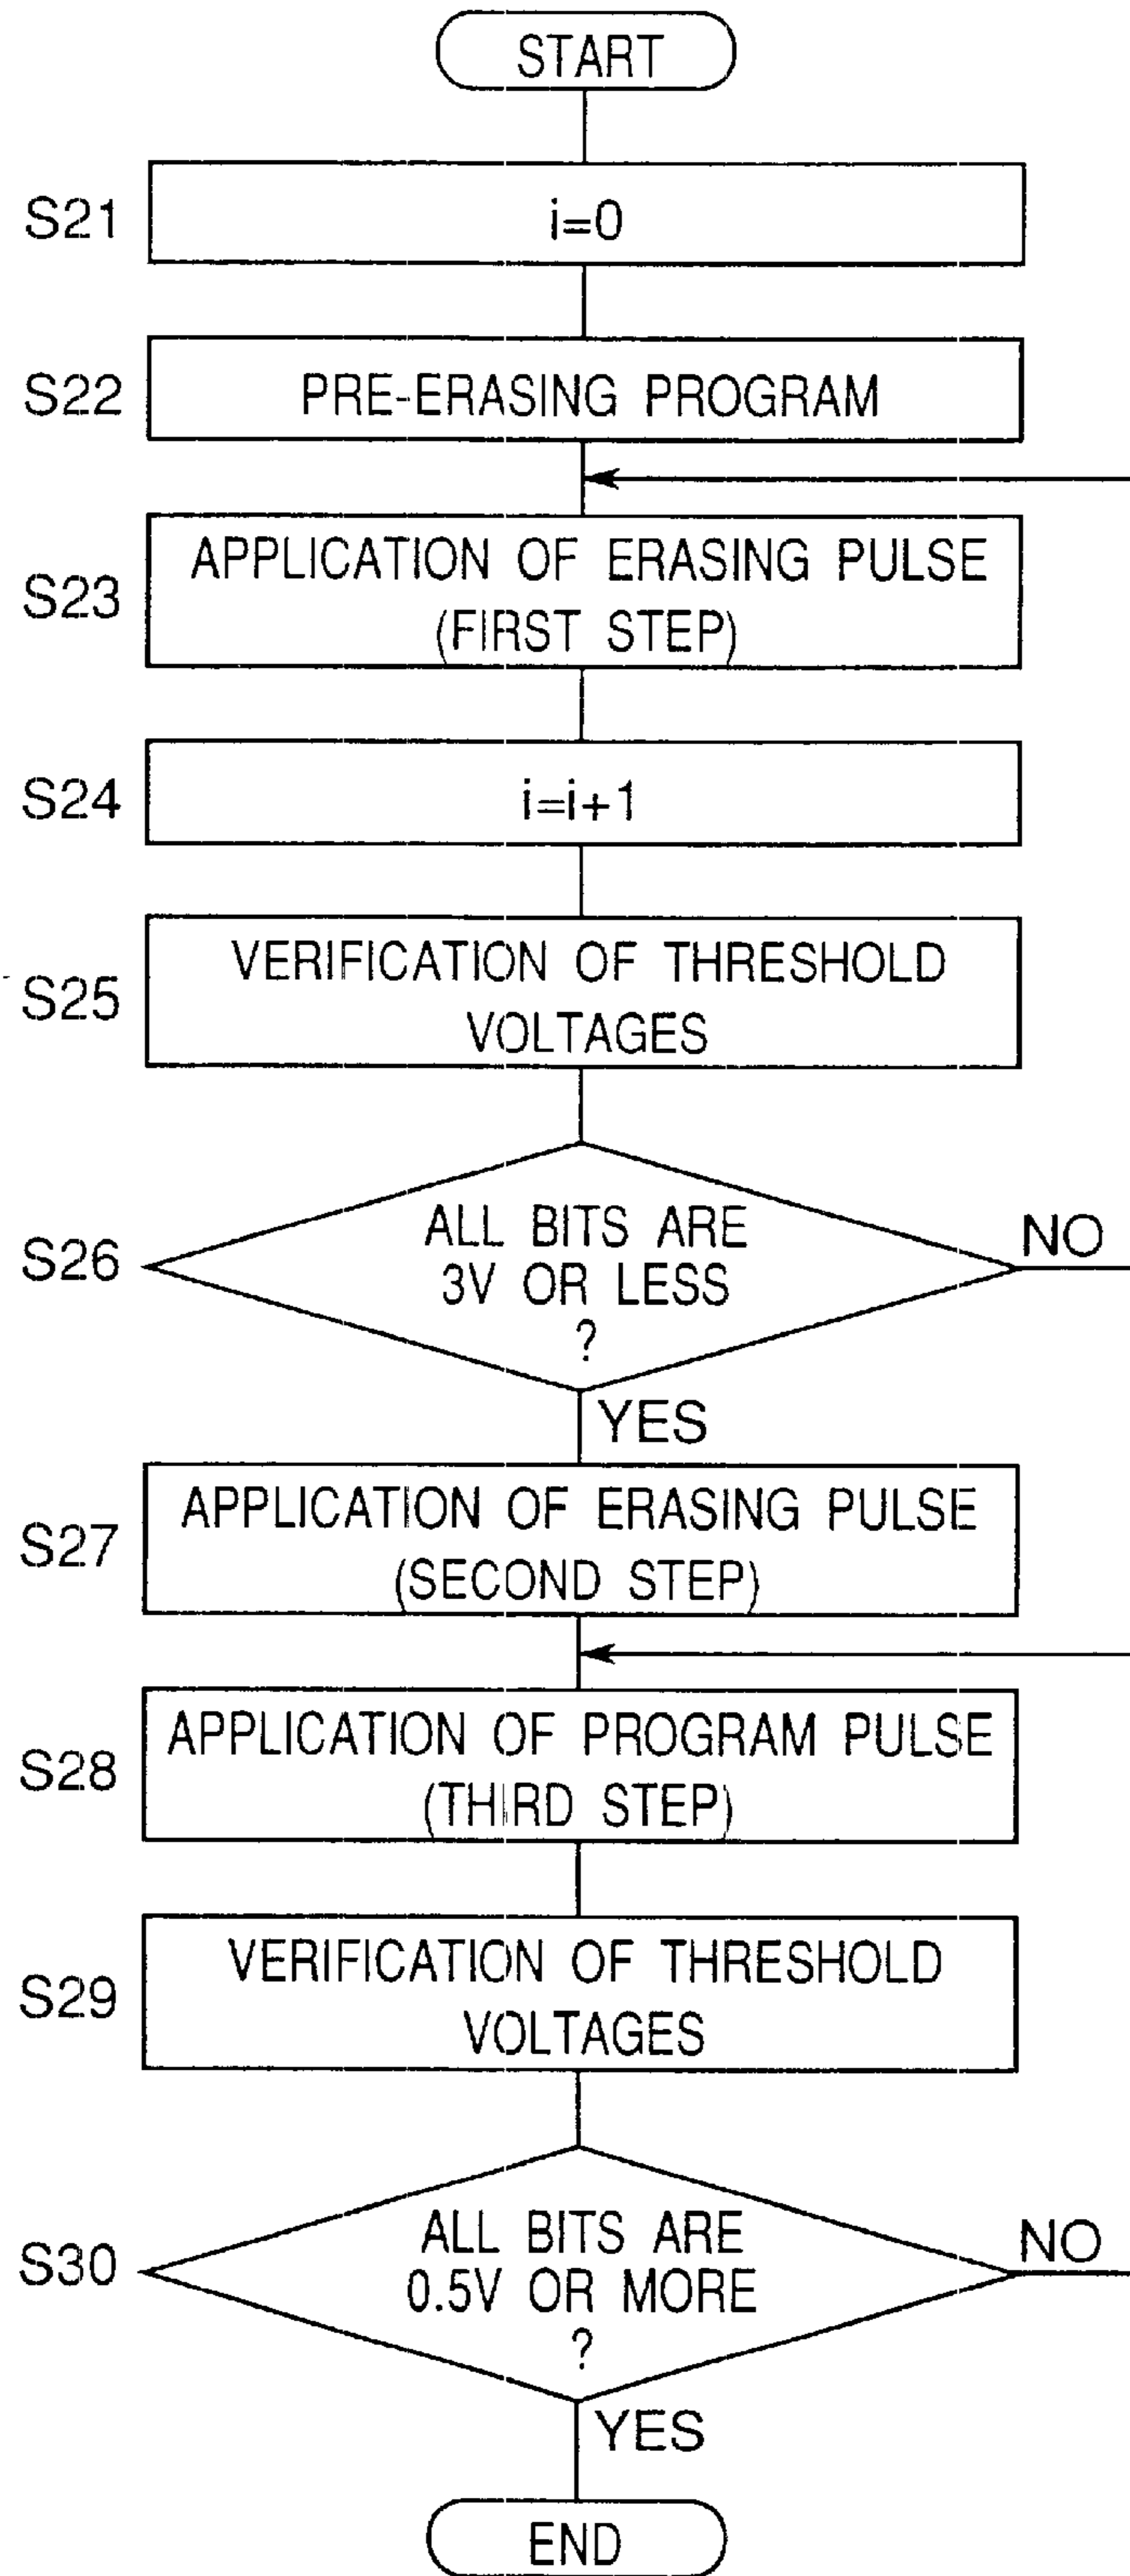 START
S21
i=0
S22
PRE-ERASING PROGRAM
S23
APPLICATION OF ERASING PULSE
(FIRST STEP)
S24
i=i+1
S25
VERIFICATION OF THRESHOLD
VOLTAGES
S26
ALL BITS ARE
3V OR LESS
?
NO
YES
S27
APPLICATION OF ERASING PULSE
(SECOND STEP)
S28
APPLICATION OF PROGRAM PULSE
(THIRD STEP)
S29
VERIFICATION OF THRESHOLD
VOLTAGES
S30
ALL BITS ARE
0.5V OR MORE
?
NO
YES
END